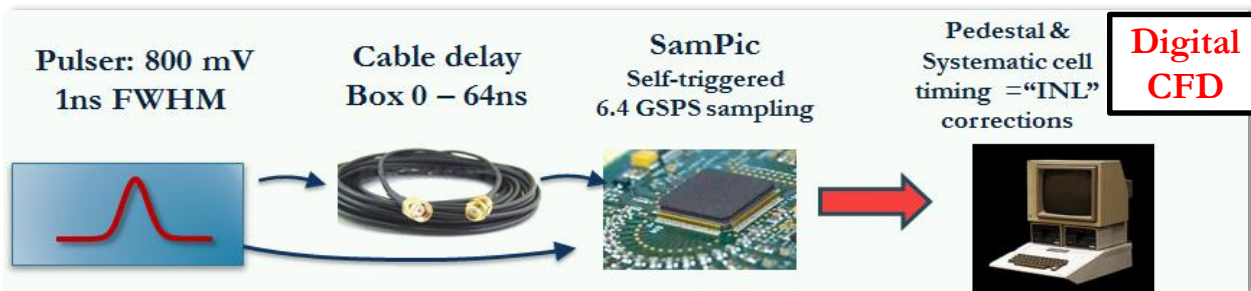 Pulser: 800 mV
1ns FWHM
Cable delay
Box 0 – 64ns
SamPic
Self-triggered
6.4 GSPS sampling
Pedestal &
Systematic cell
timing =“INL”
corrections
Digital
CFD